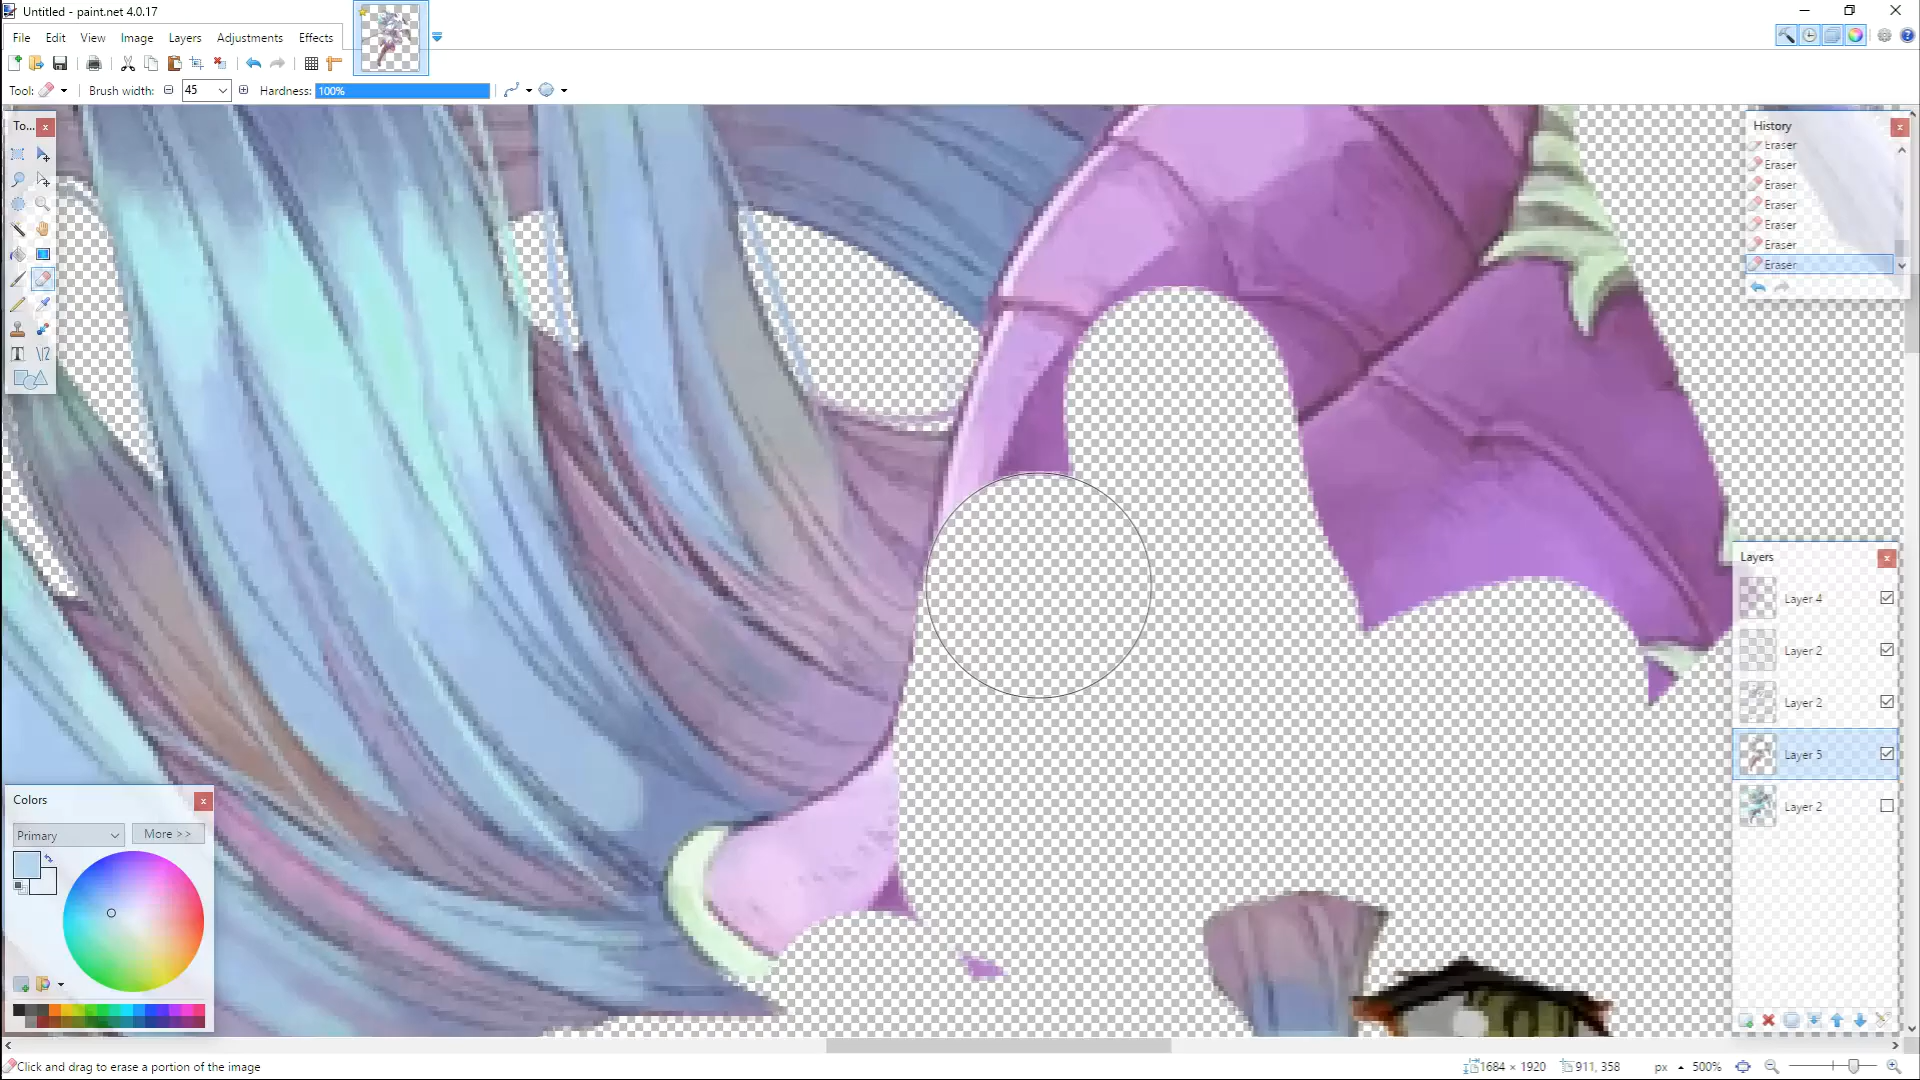 Untitled - paint.net 4.0.17
File Edit View Image Layers Adjustments Effects
Tool: Brush width: 45 Hardness: 100%
To...
History
Eraser
Eraser
Eraser
Eraser
Eraser
Eraser
Eraser
Layers
Layer 4
Layer 2
Layer 2
Layer 5
Layer 2
Colors
Primary
More >>
Click and drag to erase a portion of the image
1684 × 1920 911, 358 px 500%